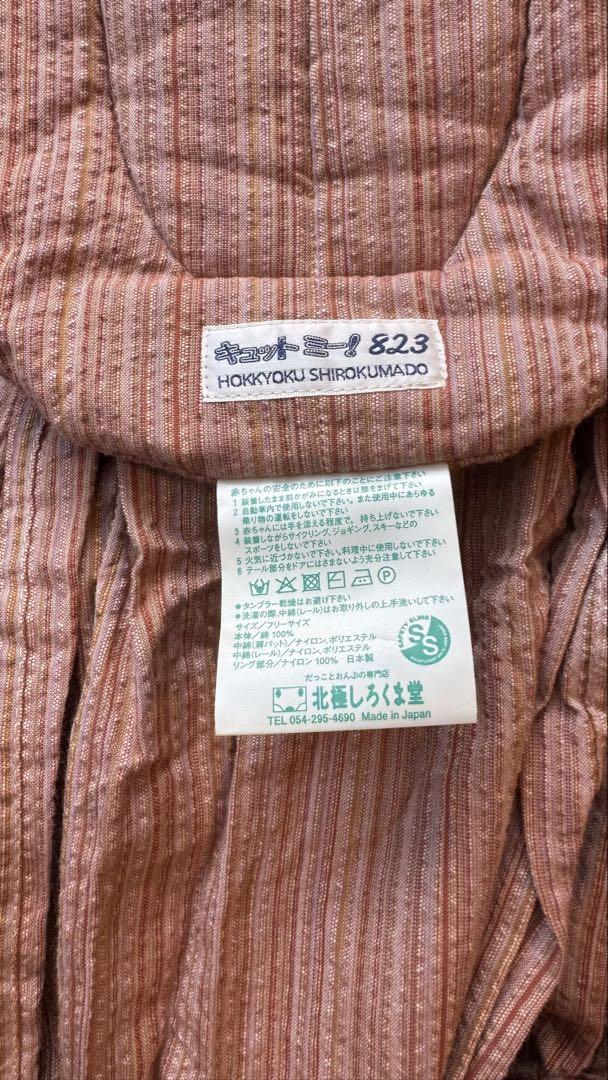 キュット ミー! 823
HOKKYOKU SHIROKUMADO
赤ちゃんの安全のために以下のことにご注意下さい
1 装着したまま前かがみになるときは膝をまげて下さい
2 自動車内で使用しないで下さい。また使用中にあらゆる
乗り物の運転をしないで下さい
3 赤ちゃんには手を添える程度で、持ち上げないで下さい
4 装着しながらサイクリング、ジョギング、スキーなどの
スポーツをしないで下さい
5 火気に近づかないで下さい。料理中に使用しないで下さい
6 テール部分をドアにはさまないよう充分注意して下さい
●タンブラー乾燥はお避け下さい
●洗濯の際、中綿(レール)はお取り外しの上、手洗いして下さい
サイズ/フリーサイズ
本体/綿 100%
中綿(肩パット)/ナイロン、ポリエステル
中綿(レール)/ナイロン、ポリエステル
リング部分/ナイロン 100% 日本製
SAFETY SLING
SS
だっことおんぶの専門店
北極しろくま堂
TEL 054-295-4690 Made in Japan